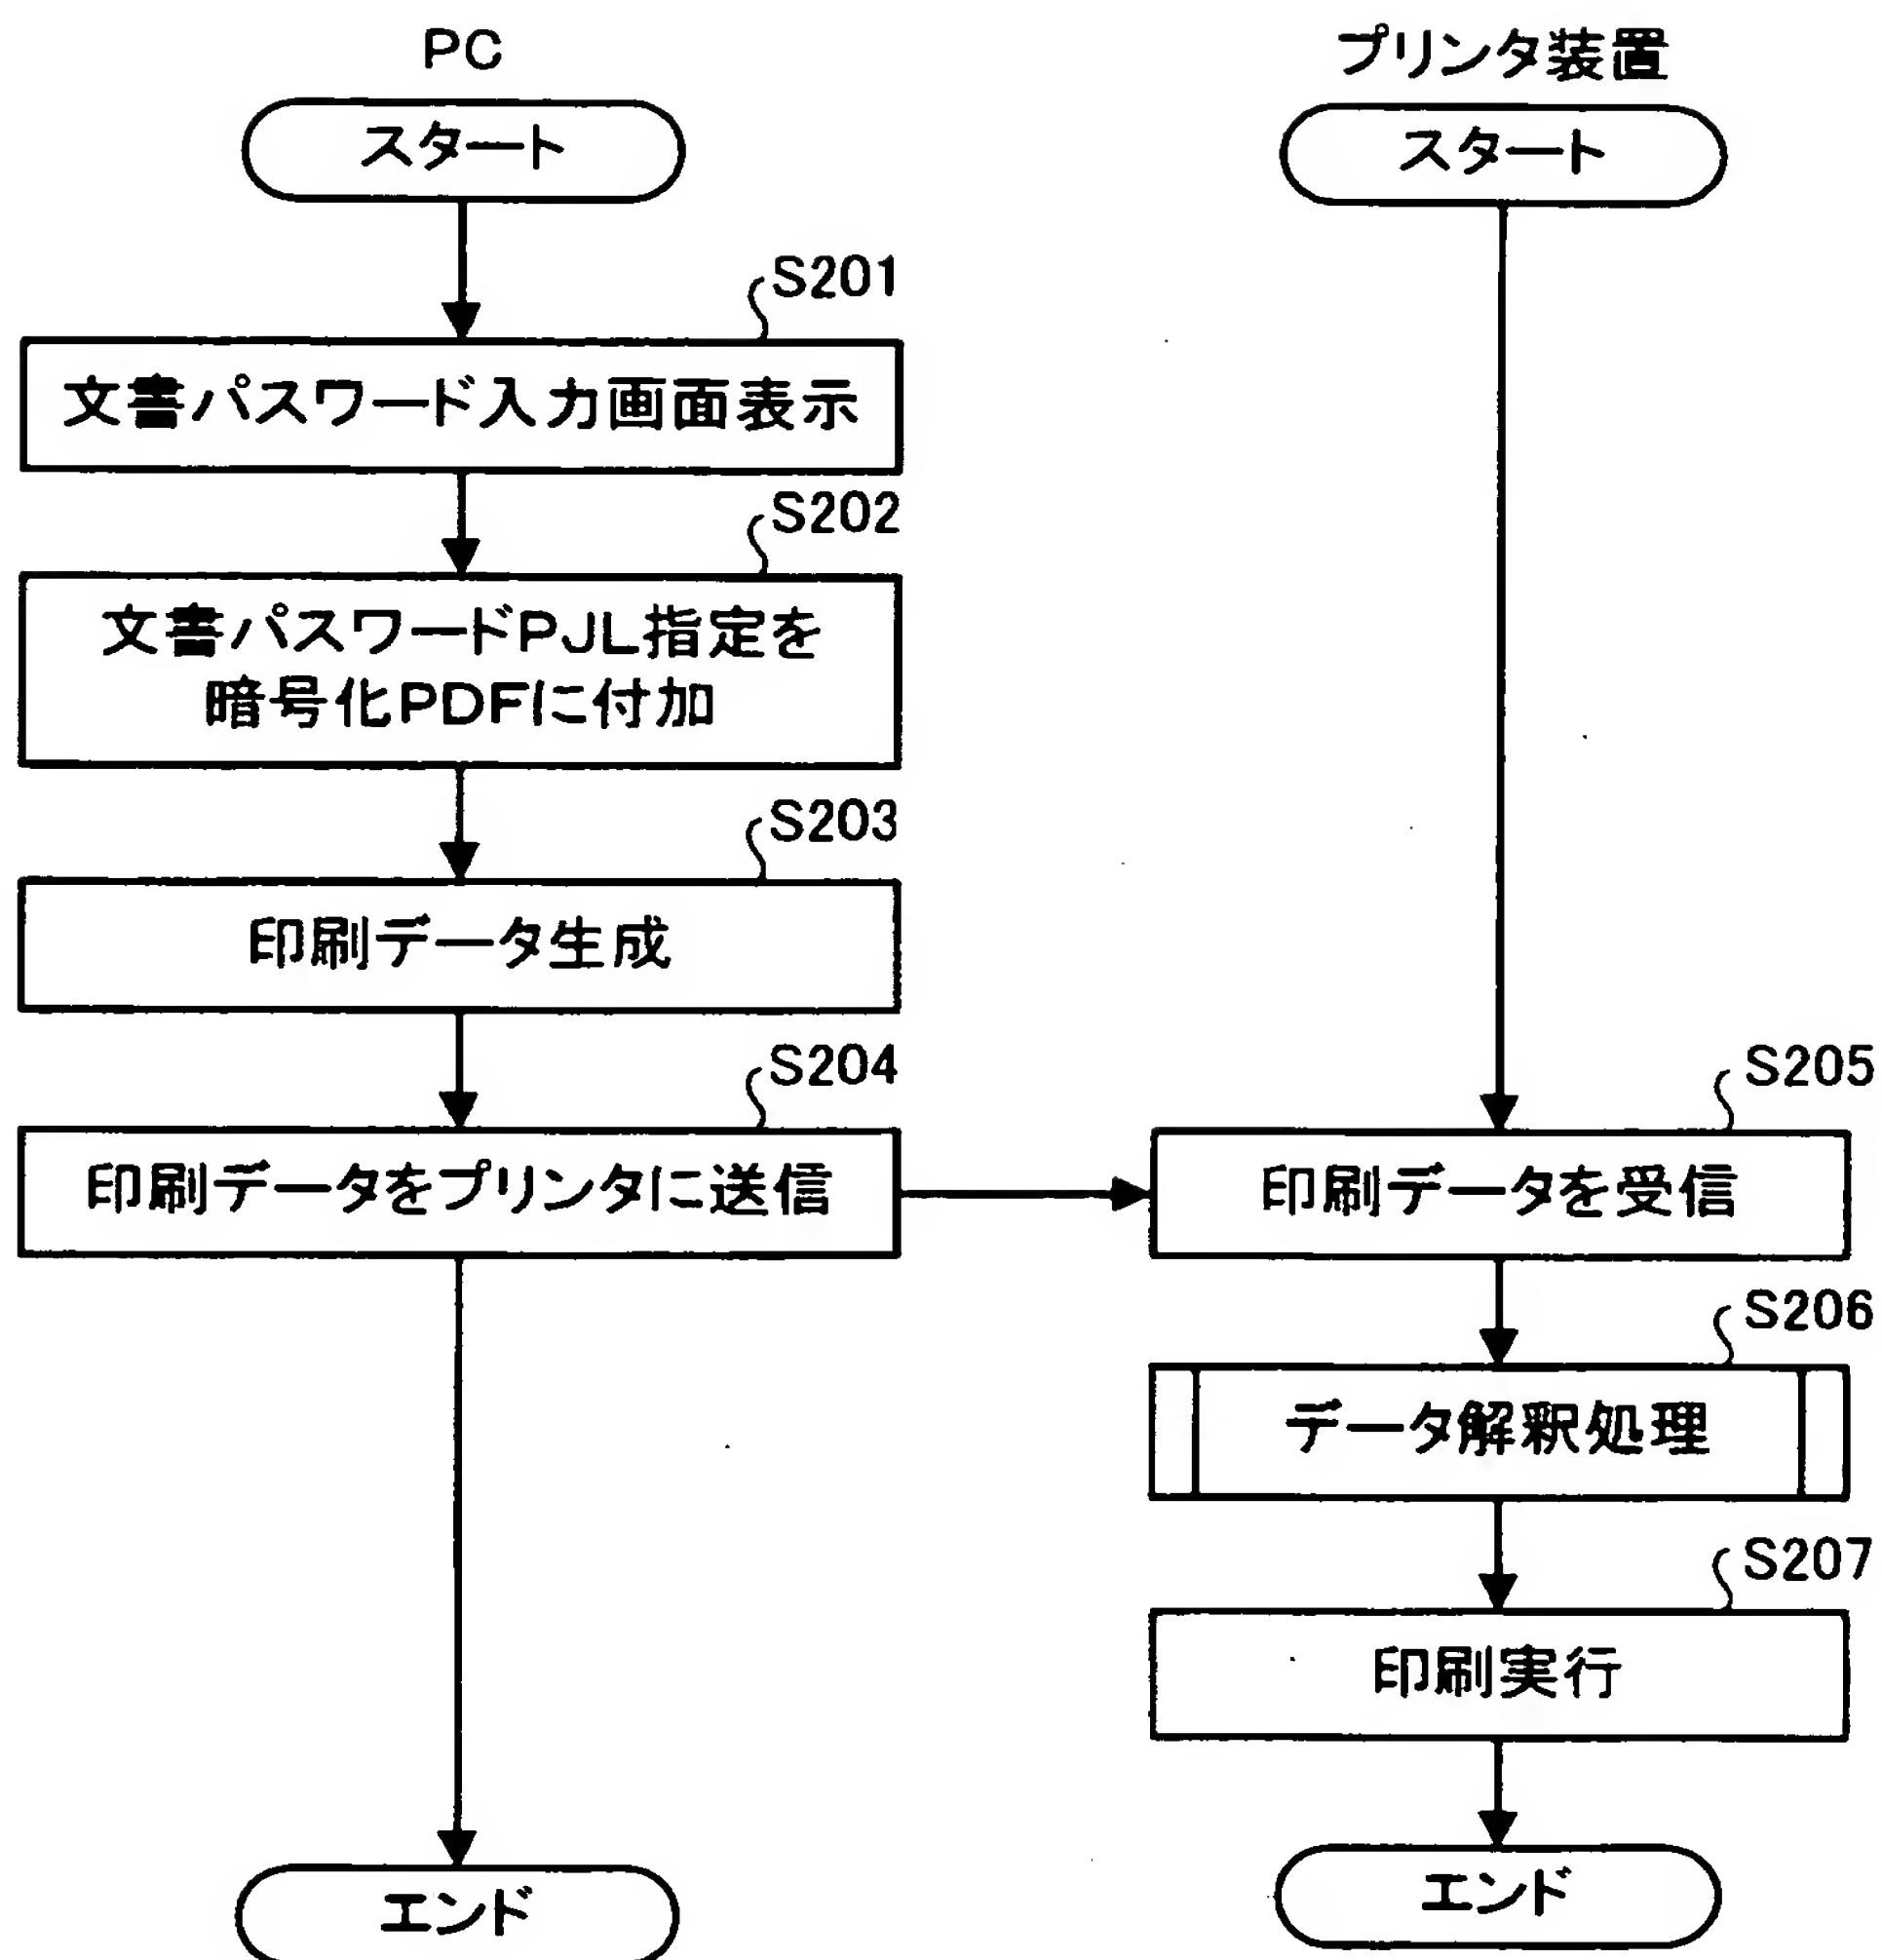 PC
スタート
S201
文書パスワード入力画面表示
S202
文書パスワードPJL指定を
暗号化PDFに付加
S203
印刷データ生成
S204
印刷データをプリンタに送信
エンド
プリンタ装置
スタート
S205
印刷データを受信
S206
データ解釈処理
S207
印刷実行
エンド